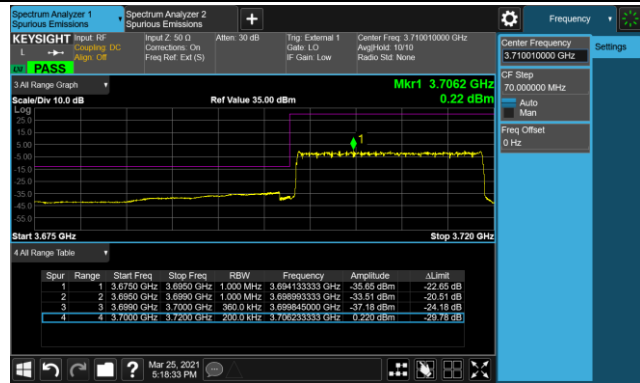 Spectrum Analyzer 1
Spurious Emissions
Spectrum Analyzer 2
Spurious Emissions
+
Frequency
KEYSIGHT
L
LXI
PASS
Input: RF
Coupling: DC
Align: Off
Input Z: 50 Ω
Corrections: On
Freq Ref: Ext (S)
Atten: 30 dB
Trig: External 1
Gate: LO
IF Gain: Low
Center Freq: 3.710010000 GHz
Avg|Hold: 10/10
Radio Std: None
Center Frequency
3.710010000 GHz
Settings
CF Step
70.000000 MHz
Auto
Man
Freq Offset
0 Hz
3 All Range Graph
Mkr1 3.7062 GHz
0.22 dBm
Scale/Div 10.0 dB
Ref Value 35.00 dBm
Log
25.0
15.0
5.00
-5.00
-15.0
-25.0
-35.0
-45.0
-55.0
1
Start 3.675 GHz
Stop 3.720 GHz
4 All Range Table
Spur Range Start Freq Stop Freq RBW Frequency Amplitude ΔLimit
1 1 3.6750 GHz 3.6950 GHz 1.000 MHz 3.694133333 GHz -35.65 dBm -22.65 dB
2 2 3.6950 GHz 3.6990 GHz 1.000 MHz 3.698993333 GHz -33.51 dBm -20.51 dB
3 3 3.6990 GHz 3.7000 GHz 360.0 kHz 3.699845000 GHz -37.18 dBm -24.18 dB
4 4 3.7000 GHz 3.7200 GHz 200.0 kHz 3.706233333 GHz 0.220 dBm -29.78 dB
?
Mar 25, 2021
5:18:33 PM